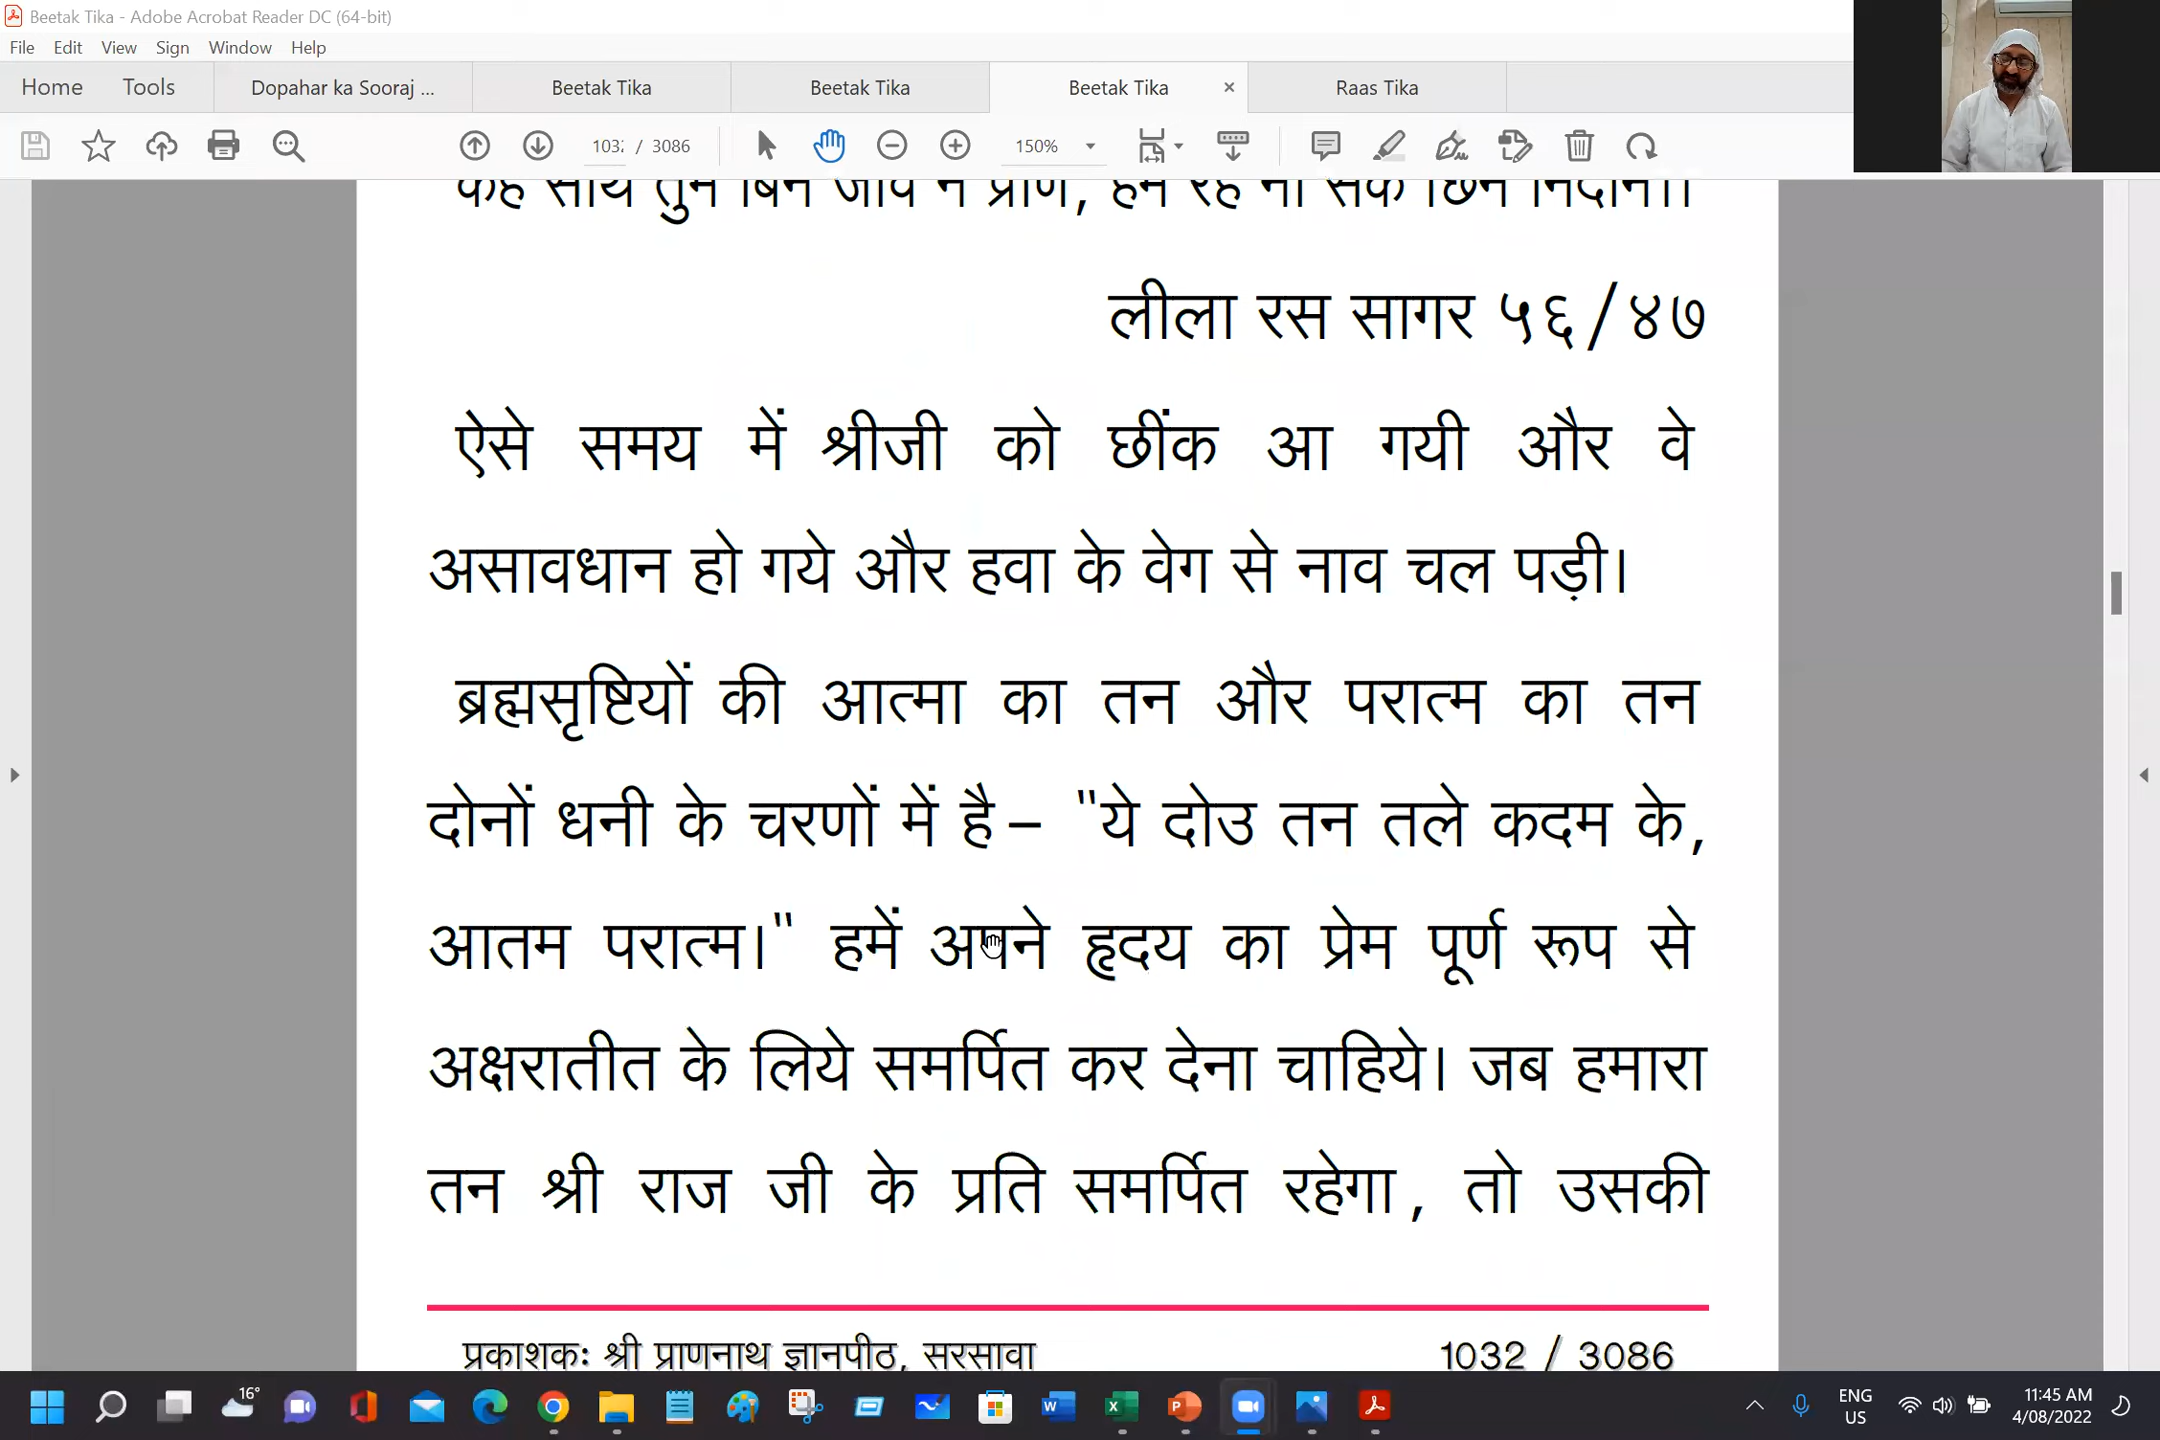 Beetak Tika - Adobe Acrobat Reader DC (64-bit)
File Edit View Sign Window Help
Home Tools Dopahar ka Sooraj ... Beetak Tika Beetak Tika Beetak Tika × Raas Tika
103 / 3086 150%
तुम बिन जीव न प्राण, हम रहे ना सकें छिन निदान।।
लीला रस सागर ५६/४७
ऐसे समय में श्रीजी को छींक आ गयी और वे
असावधान हो गये और हवा के वेग से नाव चल पड़ी।
ब्रह्मसृष्टियों की आत्मा का तन और परात्म का तन
दोनों धनी के चरणों में है– "ये दोउ तन तले कदम के,
आतम परात्म।" हमें अपने हृदय का प्रेम पूर्ण रूप से
अक्षरातीत के लिये समर्पित कर देना चाहिये। जब हमारा
तन श्री राज जी के प्रति समर्पित रहेगा, तो उसकी
प्रकाशकः श्री प्राणनाथ ज्ञानपीठ, सरसावा 1032 / 3086
16° ENG 11:45 AM
US 4/08/2022